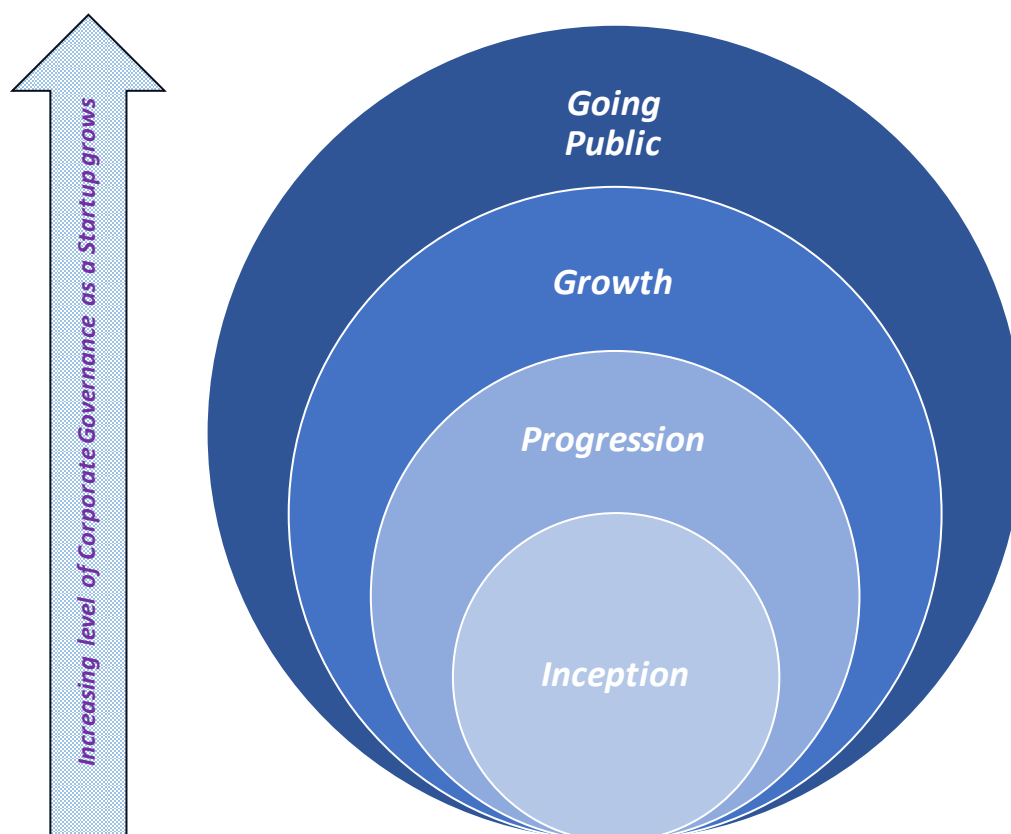 Increasing level of Corporate Governance as a Startup grows
Going
Public
Growth
Progression
Inception